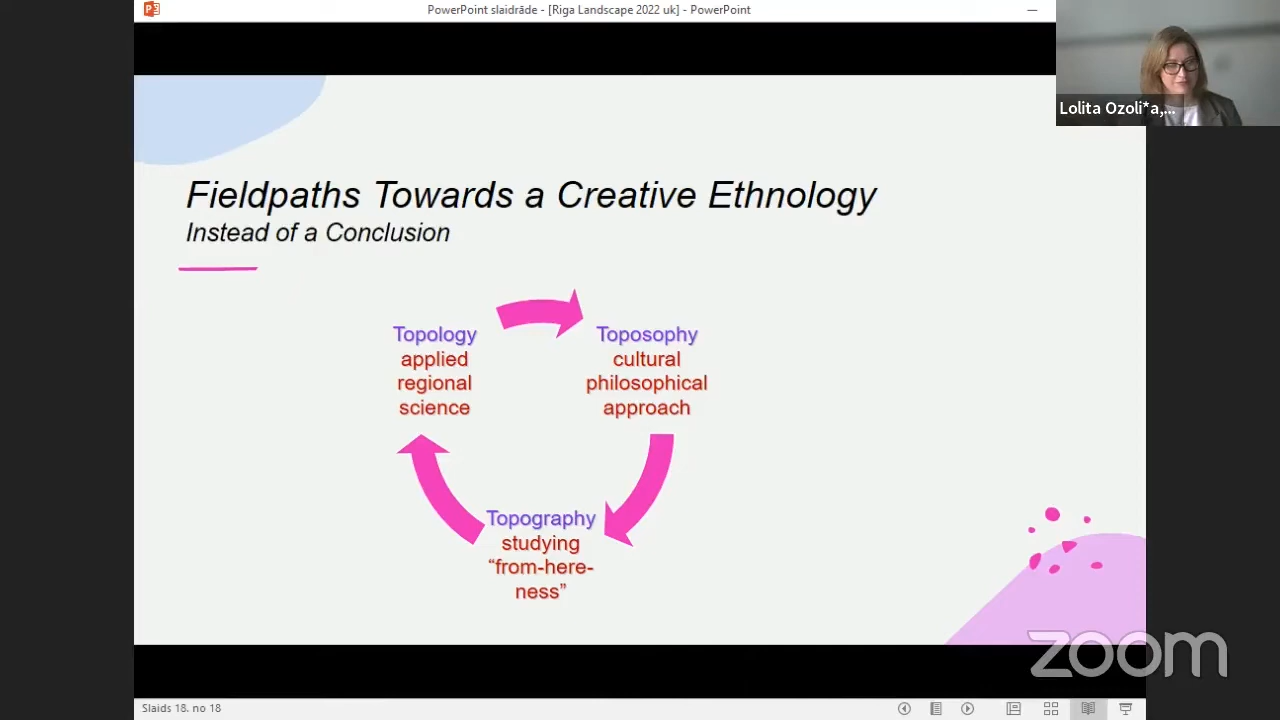 PowerPoint slaidrāde - [Riga Landscape 2022 uk] - PowerPoint
Lolita Ozoli*a,...
Fieldpaths Towards a Creative Ethnology
Instead of a Conclusion
Topology
applied
regional
science
Toposophy
cultural
philosophical
approach
Topography
studying
“from-here-
ness”
zoom
Slaids 18. no 18